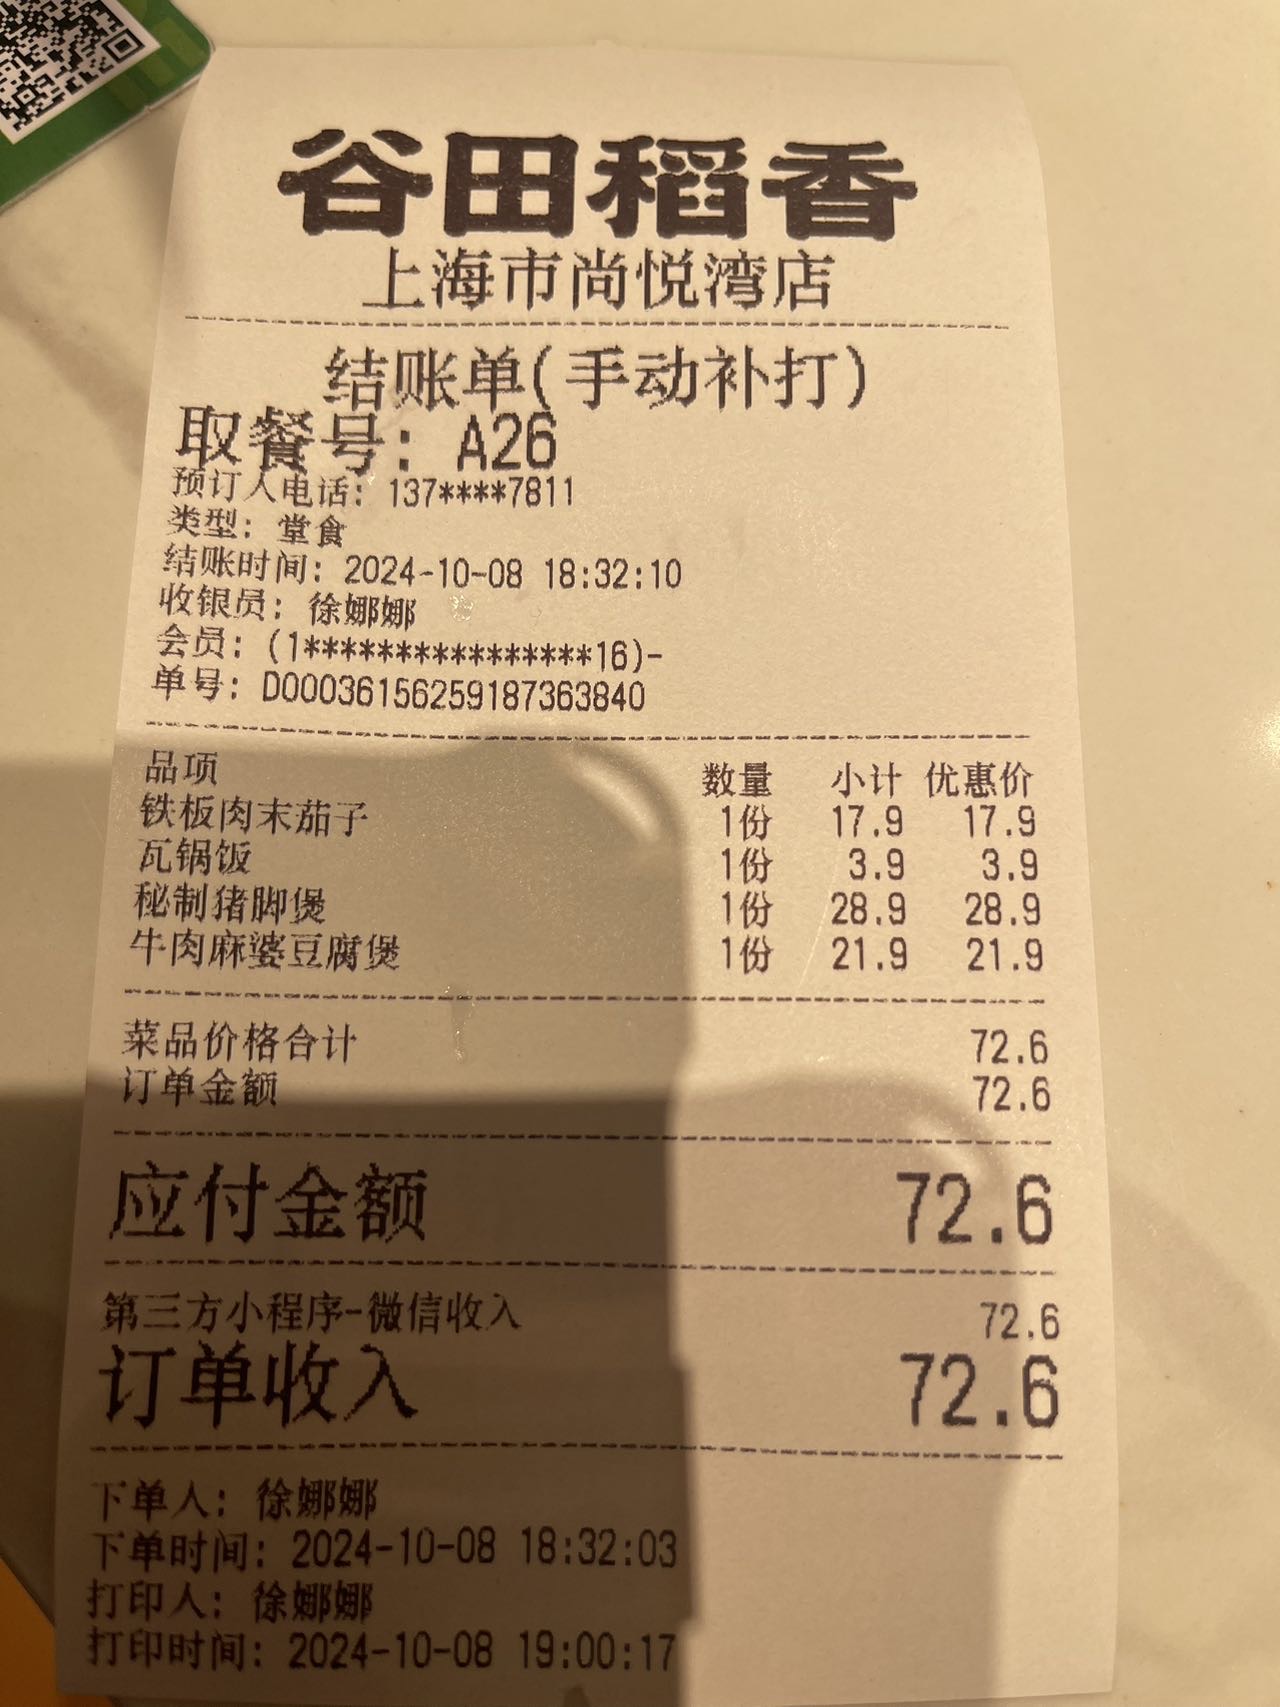 谷田稻香
上海市尚悦湾店
结账单(手动补打)
取餐号: A26
预订人电话: 137****7811
类型: 堂食
结账时间: 2024-10-08 18:32:10
收银员: 徐娜娜
会员: (1****************16)-
单号: D00036156259187363840
品项 数量 小计 优惠价
铁板肉末茄子 1份 17.9 17.9
瓦锅饭 1份 3.9 3.9
秘制猪脚煲 1份 28.9 28.9
牛肉麻婆豆腐煲 1份 21.9 21.9
菜品价格合计 72.6
订单金额 72.6
应付金额 72.6
第三方小程序-微信收入 72.6
订单收入 72.6
下单人: 徐娜娜
下单时间: 2024-10-08 18:32:03
打印人: 徐娜娜
打印时间: 2024-10-08 19:00:17